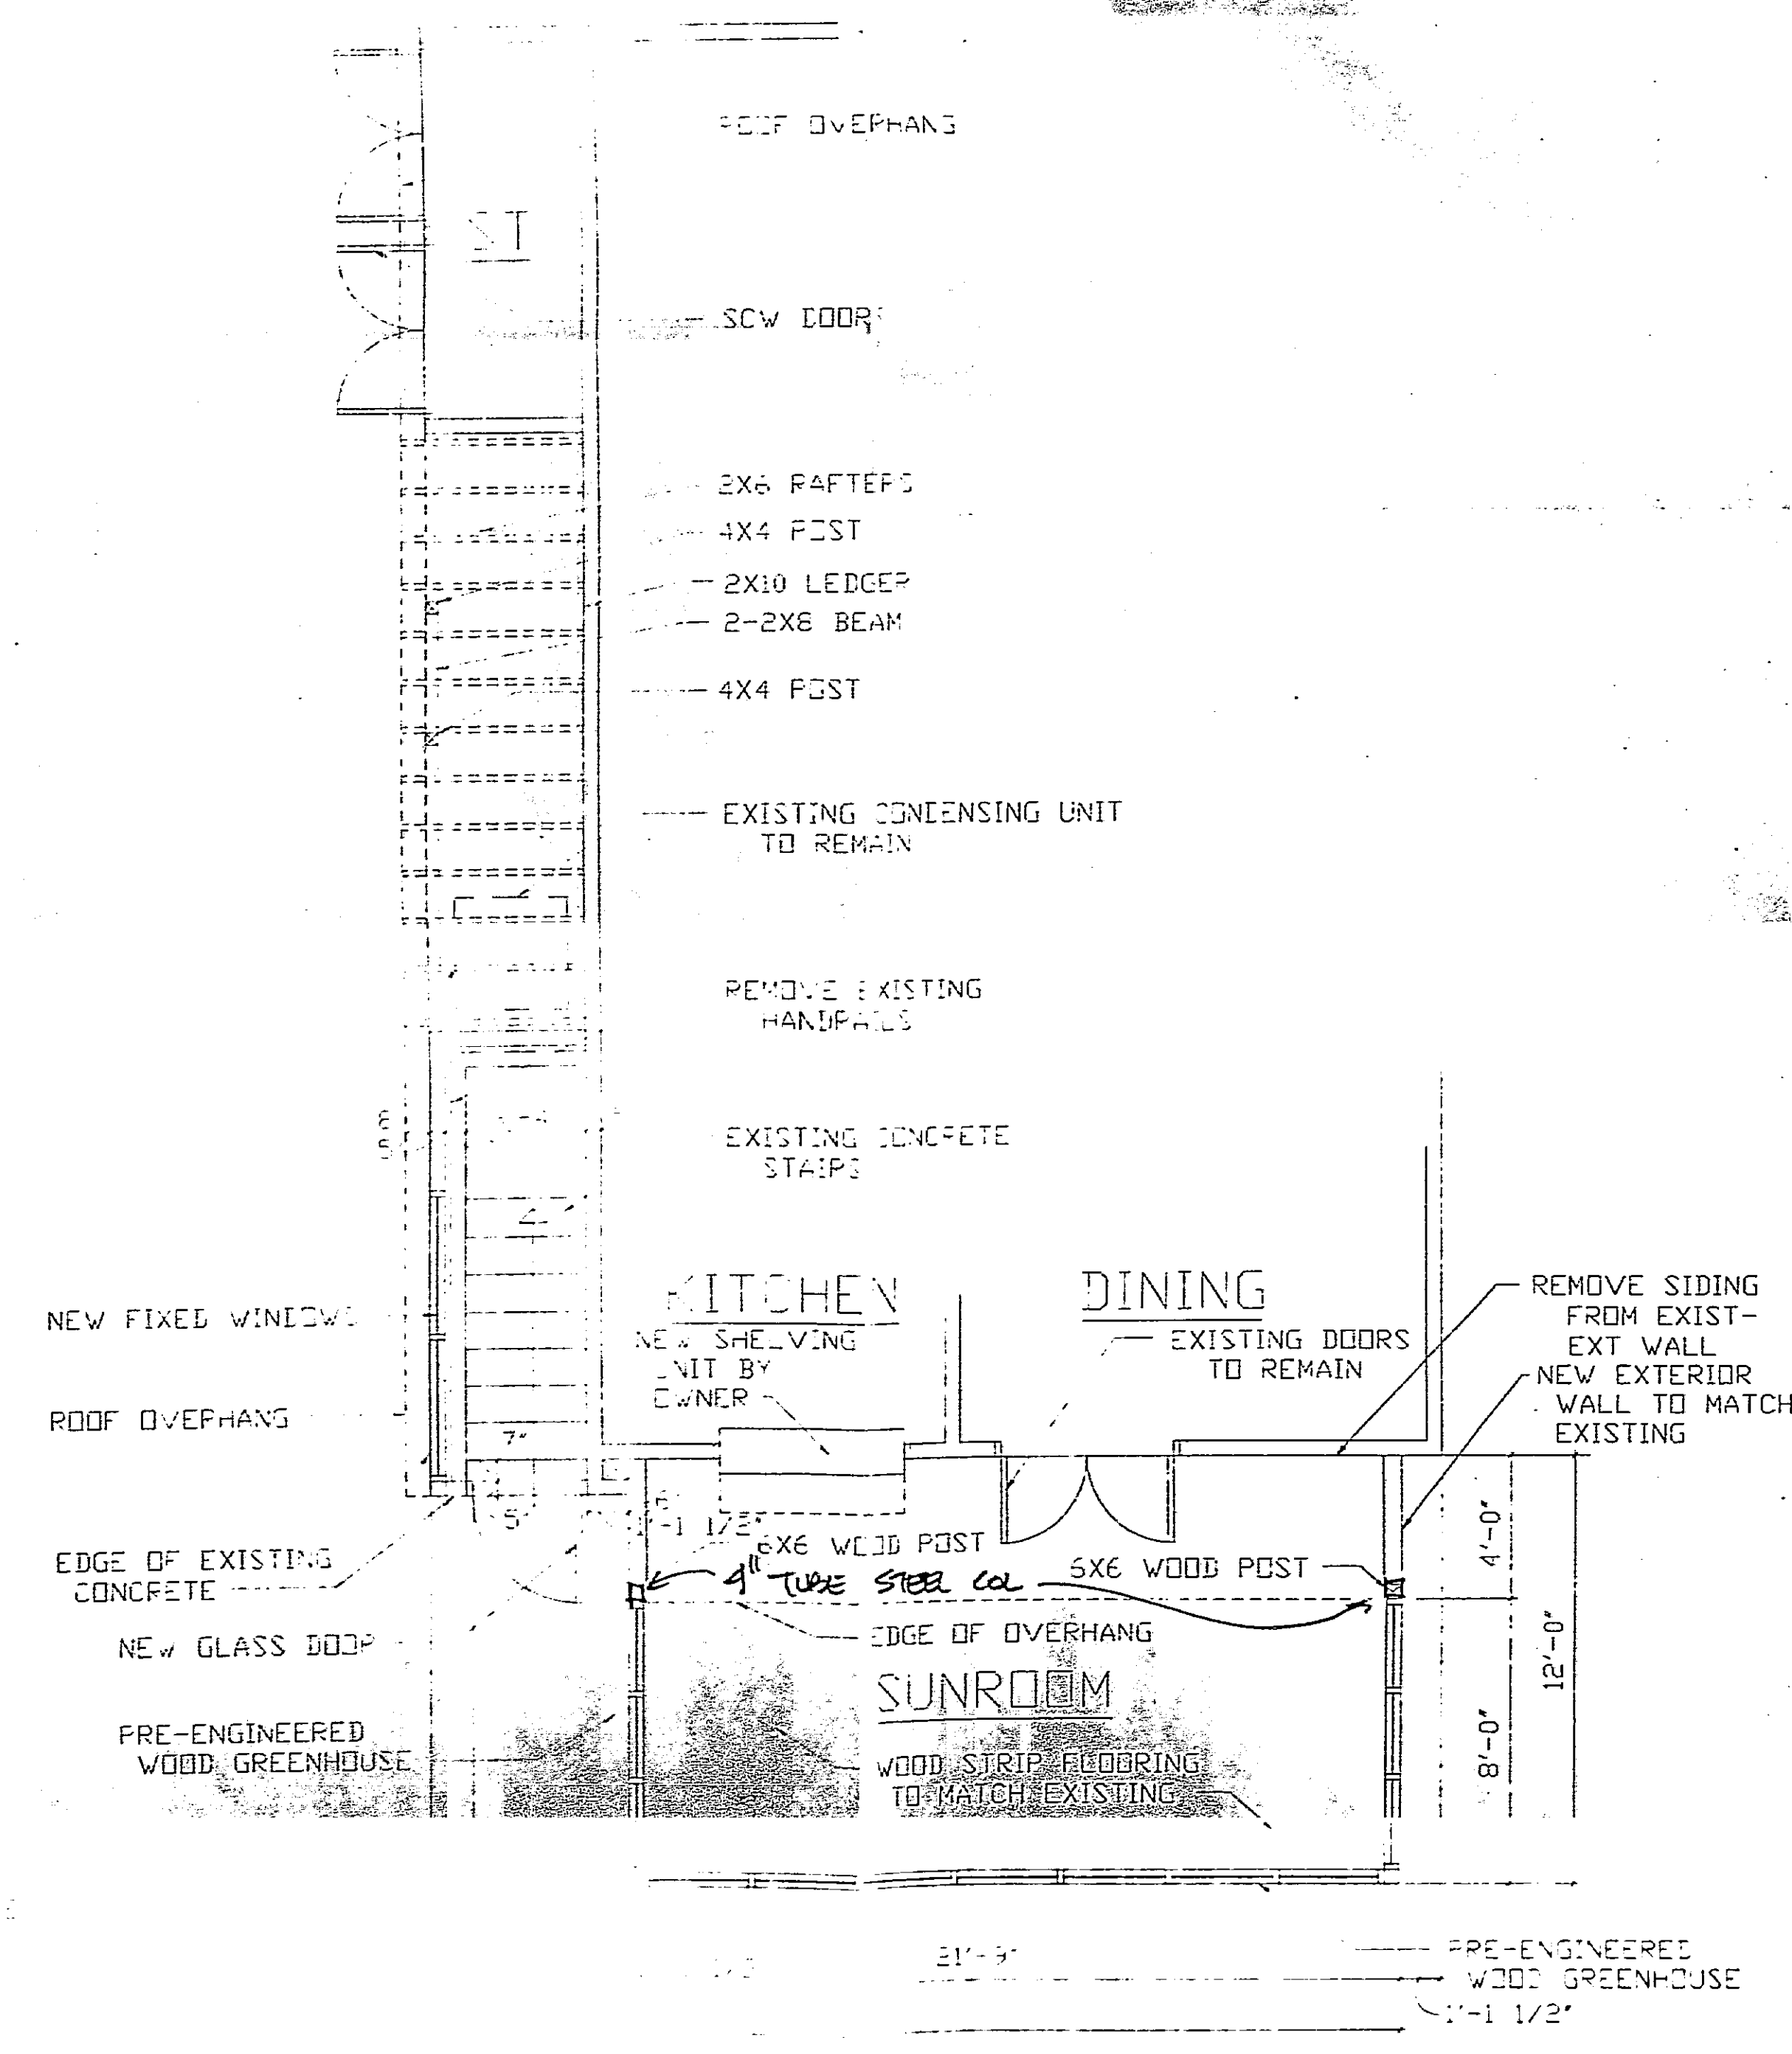 ROOF OVERHANG
ST
SCW DOORS
2X6 RAFTERS
4X4 POST
2X10 LEDGER
2-2X8 BEAM
4X4 POST
EXISTING CONDENSING UNIT
TO REMAIN
REMOVE EXISTING
HANDRAILS
EXISTING CONCRETE
STAIRS
KITCHEN
DINING
NEW FIXED WINDOWS
NEW SHELVING
UNIT BY
OWNER
EXISTING DOORS
TO REMAIN
REMOVE SIDING
FROM EXIST-
EXT WALL
NEW EXTERIOR
WALL TO MATCH
EXISTING
ROOF OVERHANG
7"
4'-0"
EDGE OF EXISTING
CONCRETE
1'-1 1/2"
6X6 WOOD POST
6X6 WOOD POST
4" TUBE STEEL COL
EDGE OF OVERHANG
12'-0"
NEW GLASS DOOR
SUNROOM
PRE-ENGINEERED
WOOD GREENHOUSE
WOOD STRIP FLOORING
TO MATCH EXISTING
8'-0"
21'-9"
PRE-ENGINEERED
WOOD GREENHOUSE
1'-1 1/2"